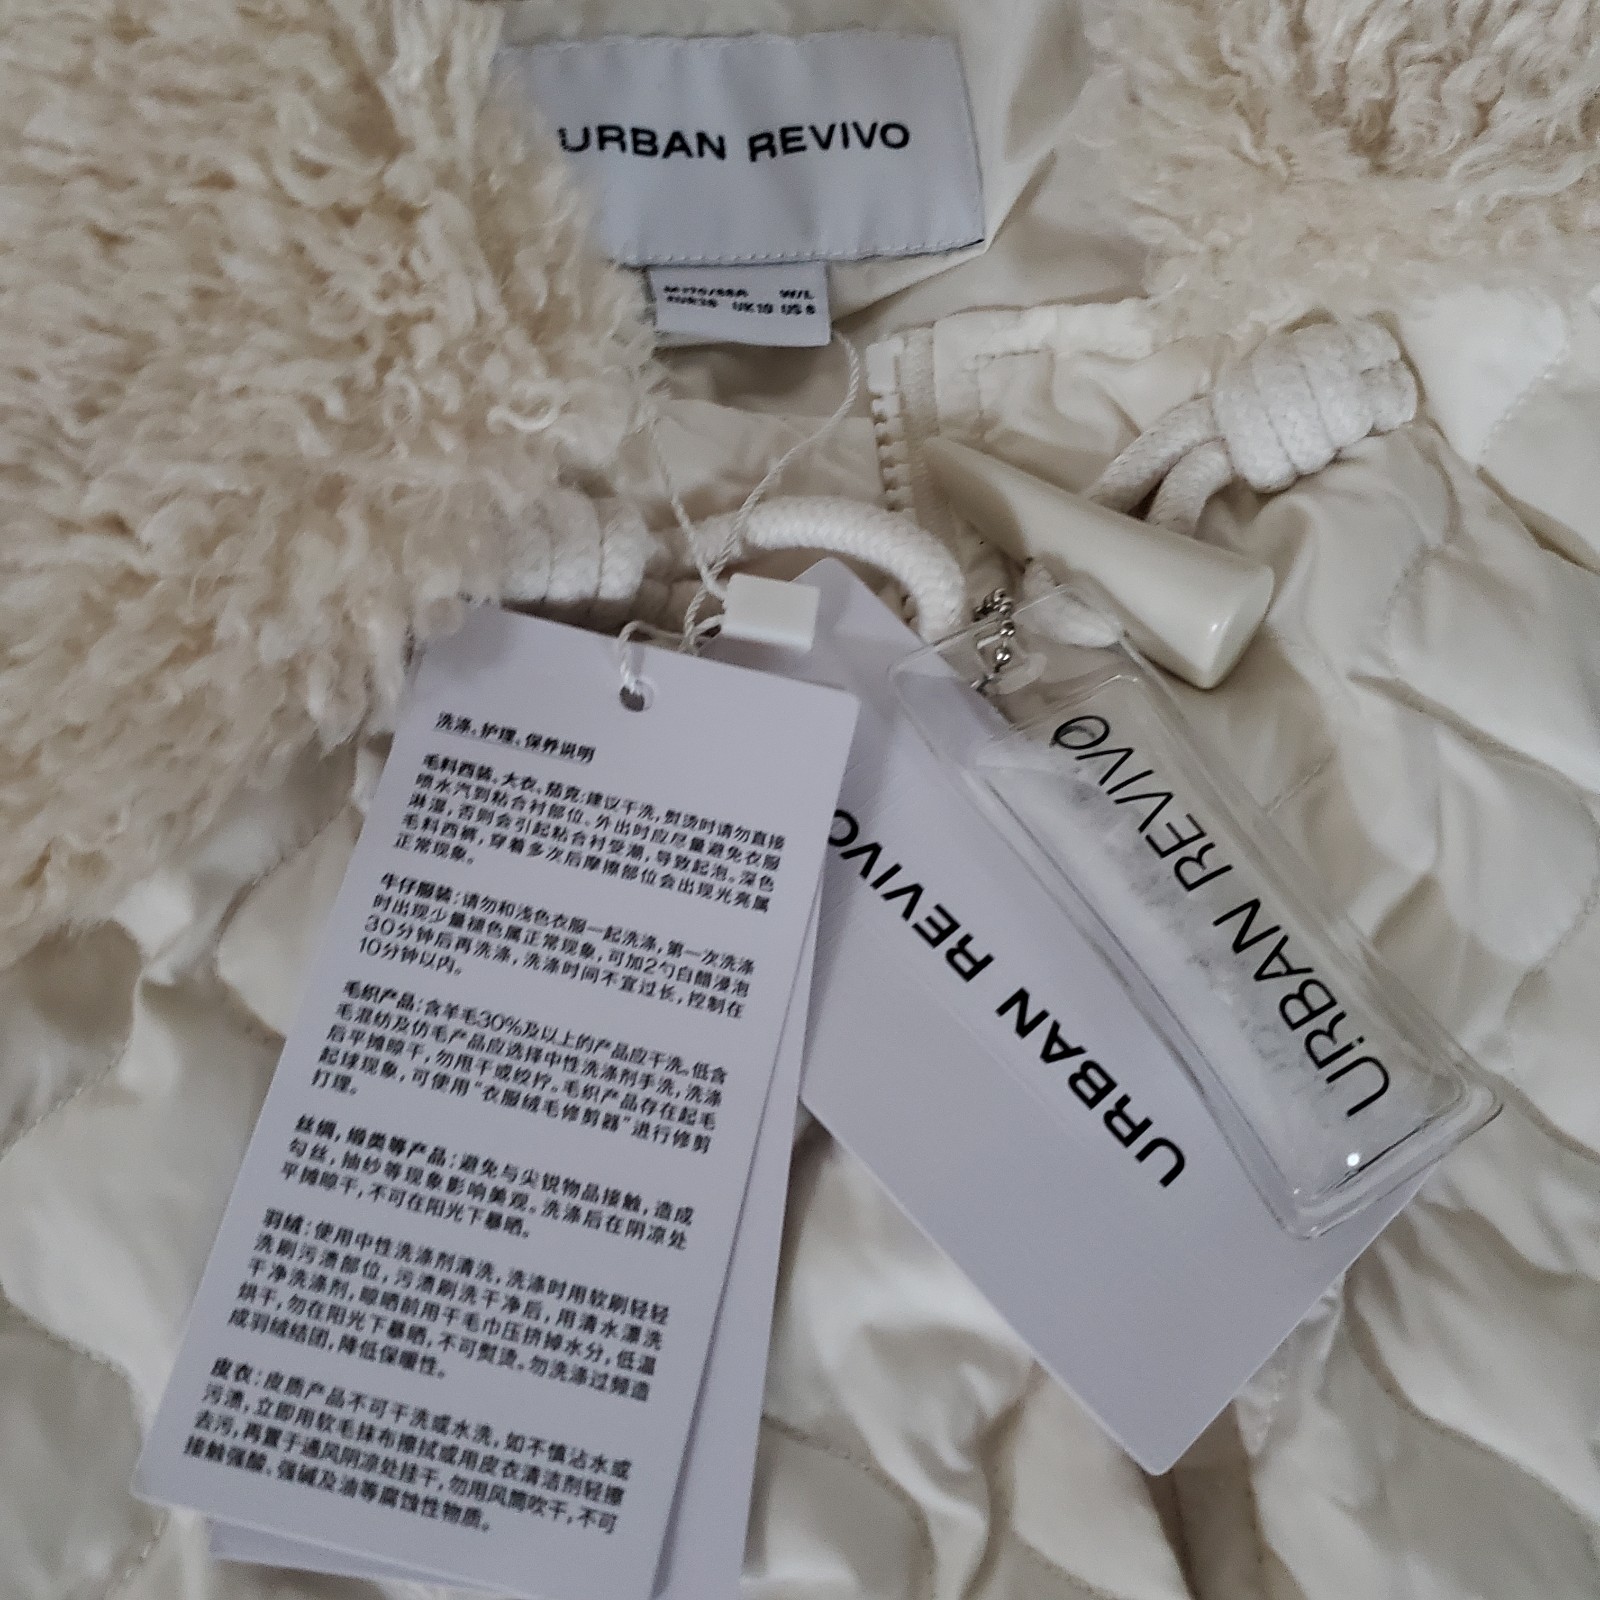 URBAN REVIVO
M 170/88A W/L
EUR38 UK10 US 6
洗涤、护理、保养说明
毛料西装、大衣、茄克:建议干洗,熨烫时请勿直接
喷水汽到粘合衬部位。外出时应尽量避免衣服
淋湿,否则会引起粘合衬受潮,导致起泡。深色
毛料西裤,穿着多次后摩擦部位会出现光亮属
正常现象。
牛仔服装:请勿和浅色衣服一起洗涤,第一次洗涤
时出现少量褪色属正常现象,可加2勺白醋浸泡
30分钟后再洗涤,洗涤时间不宜过长,控制在
10分钟以内。
毛织产品:含羊毛30%及以上的产品应干洗。低含
毛混纺及仿毛产品应选择中性洗涤剂手洗,洗涤
后平摊晾干,勿甩干或绞拧。毛织产品存在起毛
起球现象,可使用“衣服绒毛修剪器”进行修剪
打理。
丝绸,缎类等产品:避免与尖锐物品接触,造成
勾丝,抽纱等现象影响美观。洗涤后在阴凉处
平摊晾干,不可在阳光下暴晒。
羽绒:使用中性洗涤剂清洗,洗涤时用软刷轻轻
洗刷污渍部位,污渍刷洗干净后,用清水漂洗
干净洗涤剂,晾晒前用干毛巾压挤掉水分,低温
烘干,勿在阳光下暴晒,不可熨烫。勿洗涤过频造
成羽绒结团,降低保暖性。
皮衣:皮质产品不可干洗或水洗,如不慎沾水或
污渍,立即用软毛抹布擦拭或用皮衣清洁剂轻擦
去污,再置于通风阴凉处挂干,勿用风筒吹干,不可
接触强酸、强碱及油等腐蚀性物质。
URBAN REVIVO
URBAN REVIVO